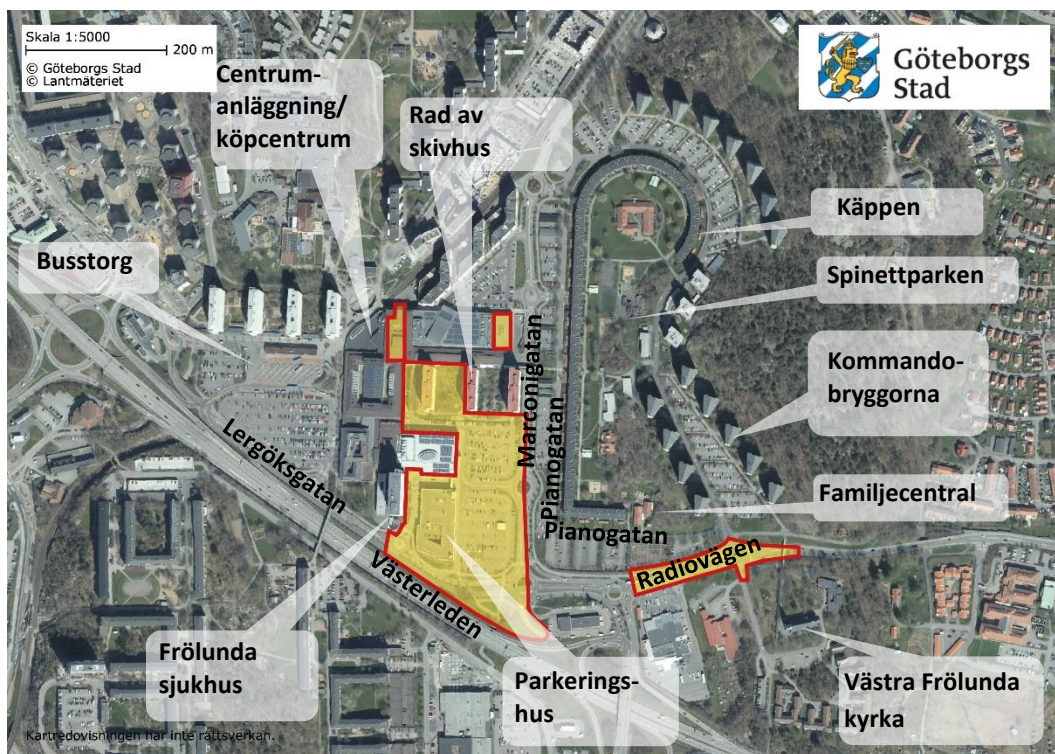 Skala 1:5000
200 m
© Göteborgs Stad
© Lantmäteriet
Göteborgs
Stad
Centrum-
anläggning/
köpcentrum
Rad av
skivhus
Käppen
Busstorg
Spinettparken
Kommando-
bryggorna
Marconigatan
Pianogatan
Lergöksgatan
Familjecentral
Pianogatan
Radiovägen
Västerleden
Frölunda
sjukhus
Parkerings-
hus
Västra Frölunda
kyrka
Kartredovisningen har inte rättsverkan.